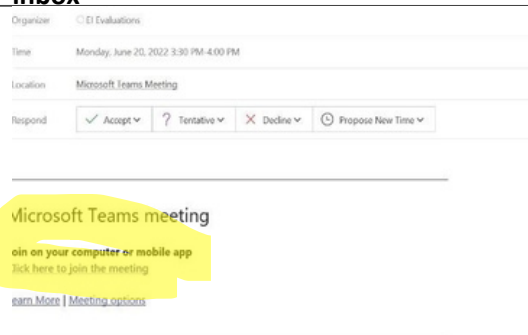 Inbox
Organizer EI Evaluations
Time Monday, June 20, 2022 3:30 PM-4:00 PM
Location Microsoft Teams Meeting
Respond Accept Tentative Decline Propose New Time
Microsoft Teams meeting
oin on your computer or mobile app
lick here to join the meeting
earn More | Meeting options